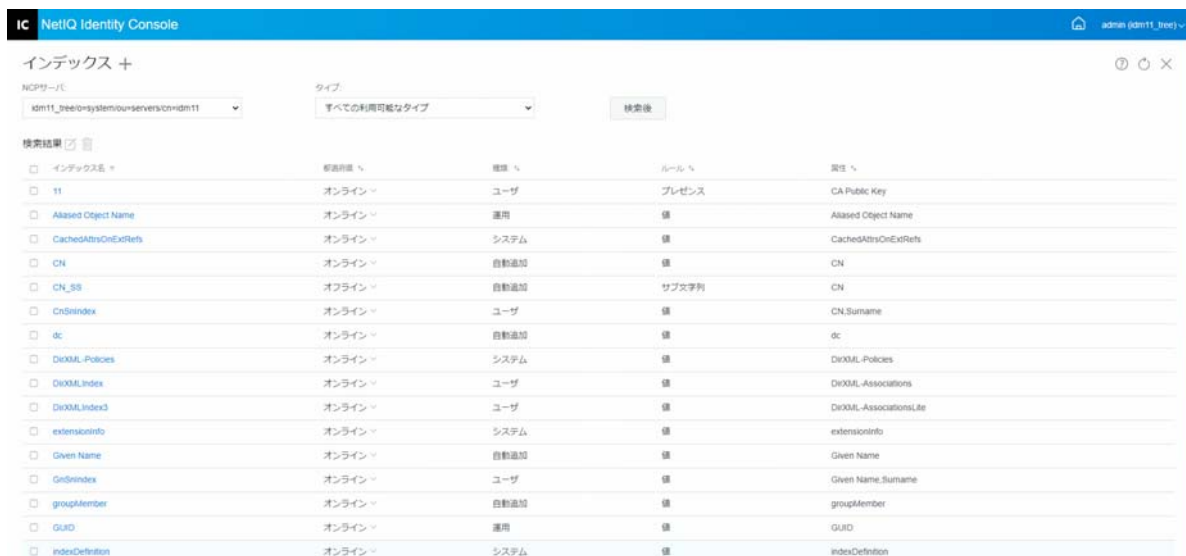 IC NetIQ Identity Console admin (idm11_tree)
インデックス +
NCPサーバ: タイプ:
idm11_tree/o=system/ou=servers/cn=idm11 すべての利用可能なタイプ 検索後
検索結果
インデックス名 都道府県 種類 ルール 属性
11 オンライン ユーザ プレゼンス CA Public Key
Aliased Object Name オンライン 運用 値 Aliased Object Name
CachedAttrsOnExtRefs オンライン システム 値 CachedAttrsOnExtRefs
CN オンライン 自動追加 値 CN
CN_SS オフライン 自動追加 サブ文字列 CN
CnSnIndex オンライン ユーザ 値 CN,Surname
dc オンライン 自動追加 値 dc
DirXML-Policies オンライン システム 値 DirXML-Policies
DirXMLIndex オンライン ユーザ 値 DirXML-Associations
DirXMLIndex3 オンライン ユーザ 値 DirXML-AssociationsLite
extensionInfo オンライン システム 値 extensionInfo
Given Name オンライン 自動追加 値 Given Name
GnSnIndex オンライン ユーザ 値 Given Name,Surname
groupMember オンライン 自動追加 値 groupMember
GUID オンライン 運用 値 GUID
indexDefinition オンライン システム 値 indexDefinition